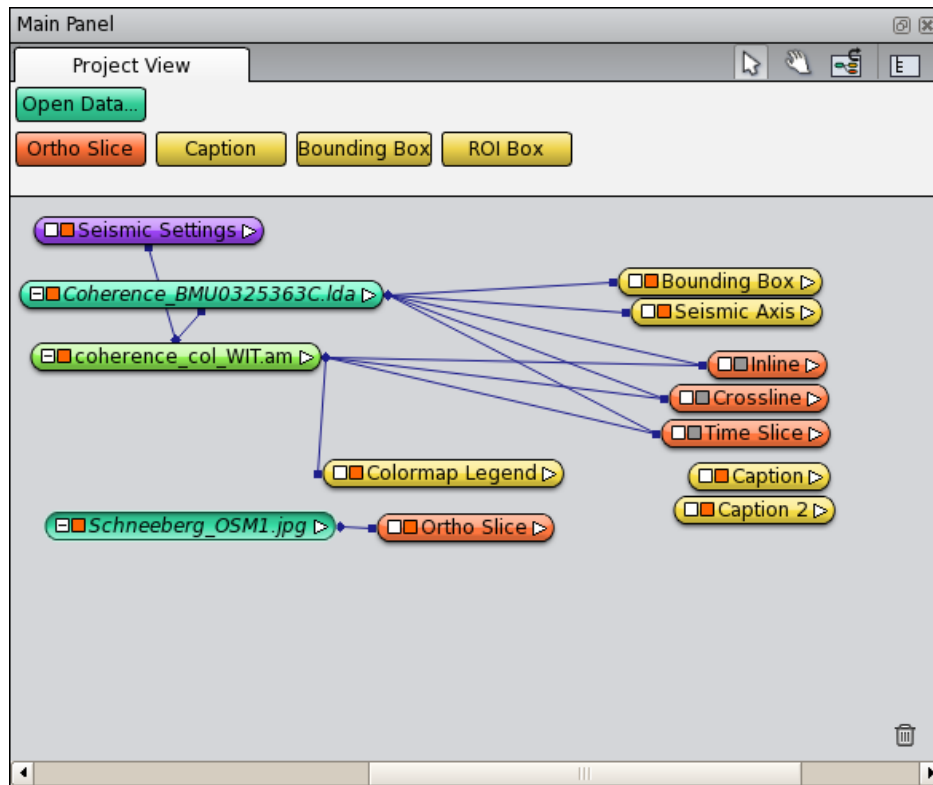 Main Panel
Project View
Open Data...
Ortho Slice
Caption
Bounding Box
ROI Box
Seismic Settings
Coherence_BMU0325363C.lda
Bounding Box
Seismic Axis
coherence_col_WIT.am
Inline
Crossline
Time Slice
Colormap Legend
Caption
Caption 2
Schneeberg_OSM1.jpg
Ortho Slice